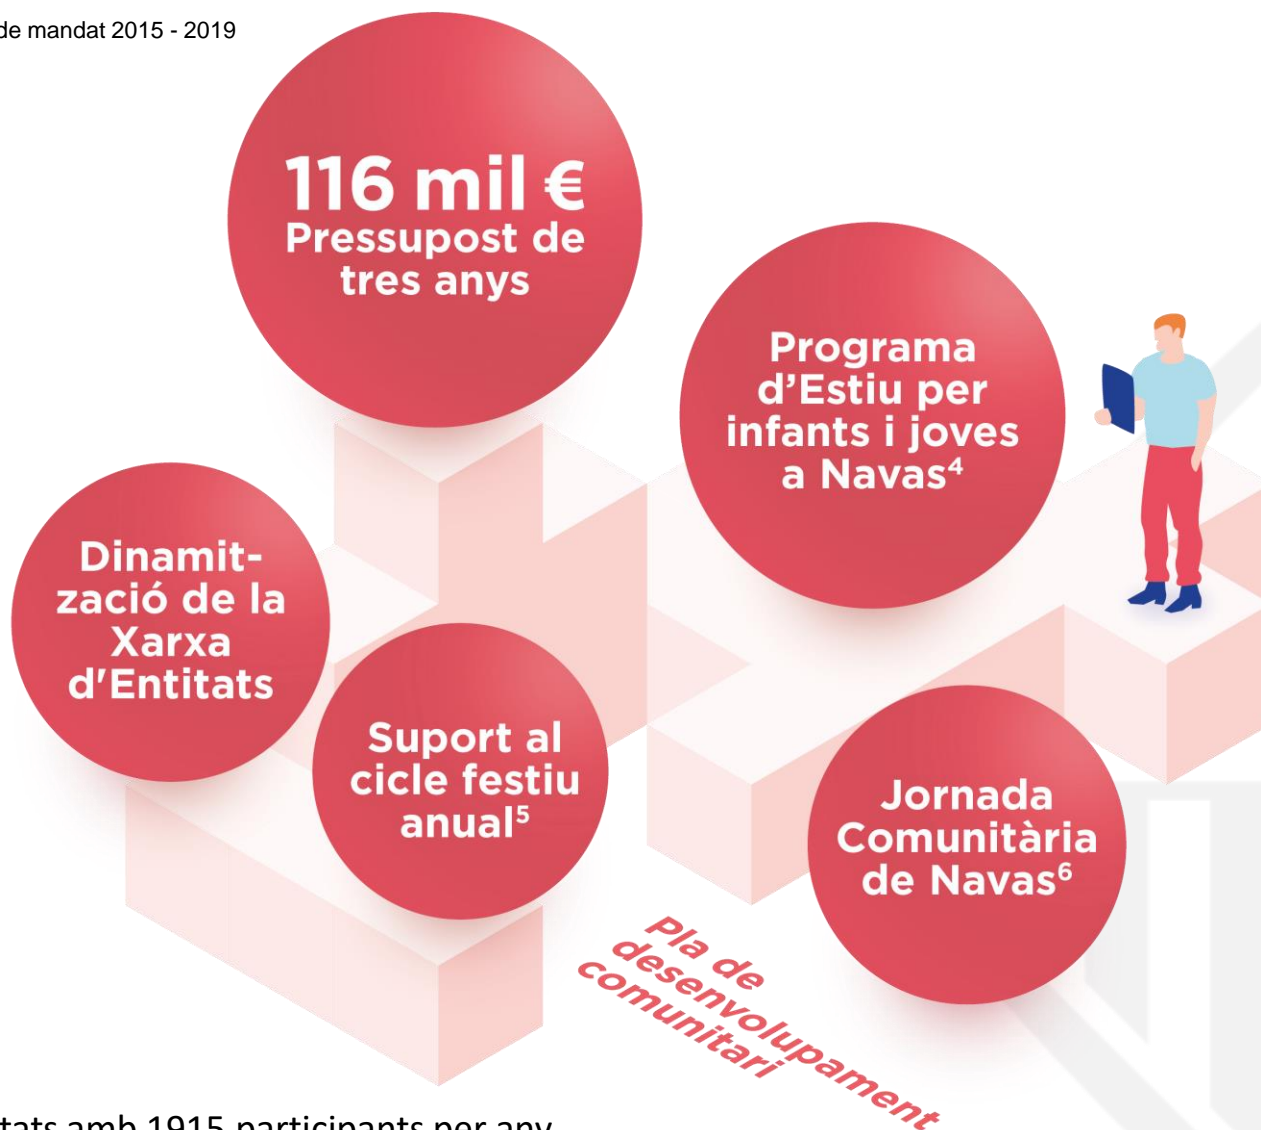 de mandat 2015 - 2019
116 mil €
Pressupost de
tres anys
Programa
d’Estiu per
infants i joves
a Navas⁴
Dinamit-
zació de la
Xarxa
d'Entitats
Suport al
cicle festiu
anual⁵
Jornada
Comunitària
de Navas⁶
Pla de
desenvolupament
comunitari
tats amb 1915 participants per any